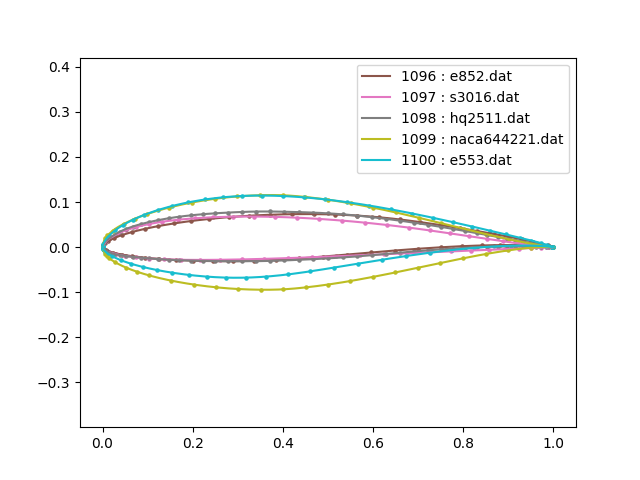 0.4
0.3
0.2
0.1
0.0
−0.1
−0.2
−0.3
0.0 0.2 0.4 0.6 0.8 1.0
1096 : e852.dat
1097 : s3016.dat
1098 : hq2511.dat
1099 : naca644221.dat
1100 : e553.dat